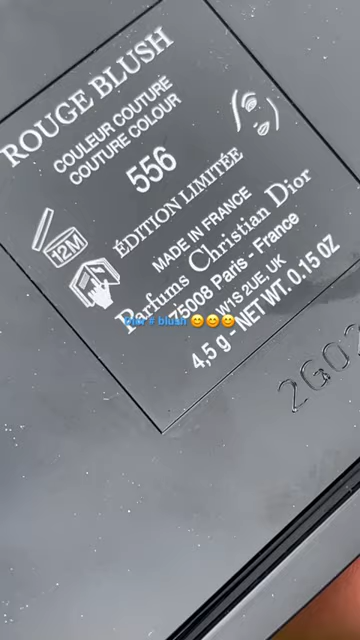 ROUGE BLUSH
COULEUR COUTURE
COUTURE COLOUR
556
ÉDITION LIMITÉE
MADE IN FRANCE
Parfums Christian Dior
75008 Paris - France
W1S 2UE, UK
4,5 g - NET WT. 0.15 OZ
12M
# blush 😊😊😊
2G02